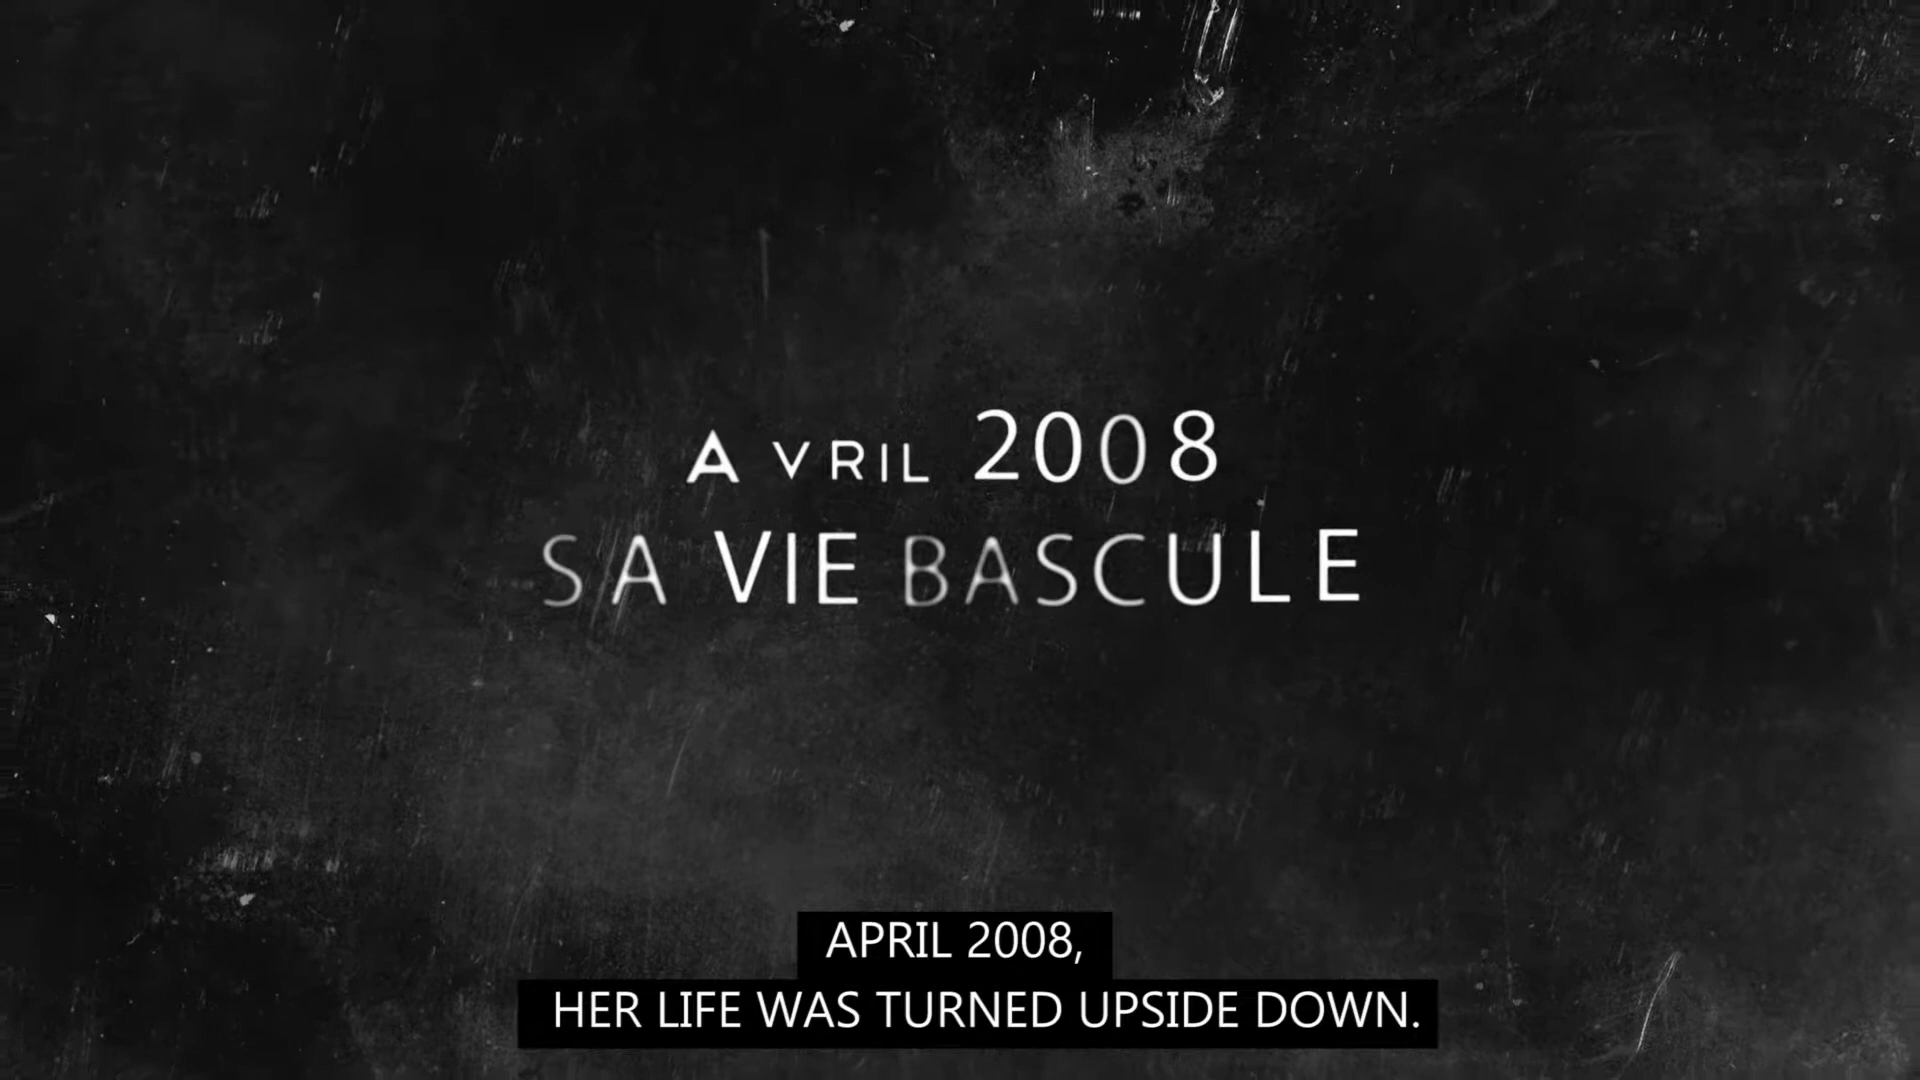 AVRIL 2008
SA VIE BASCULE
APRIL 2008,
HER LIFE WAS TURNED UPSIDE DOWN.